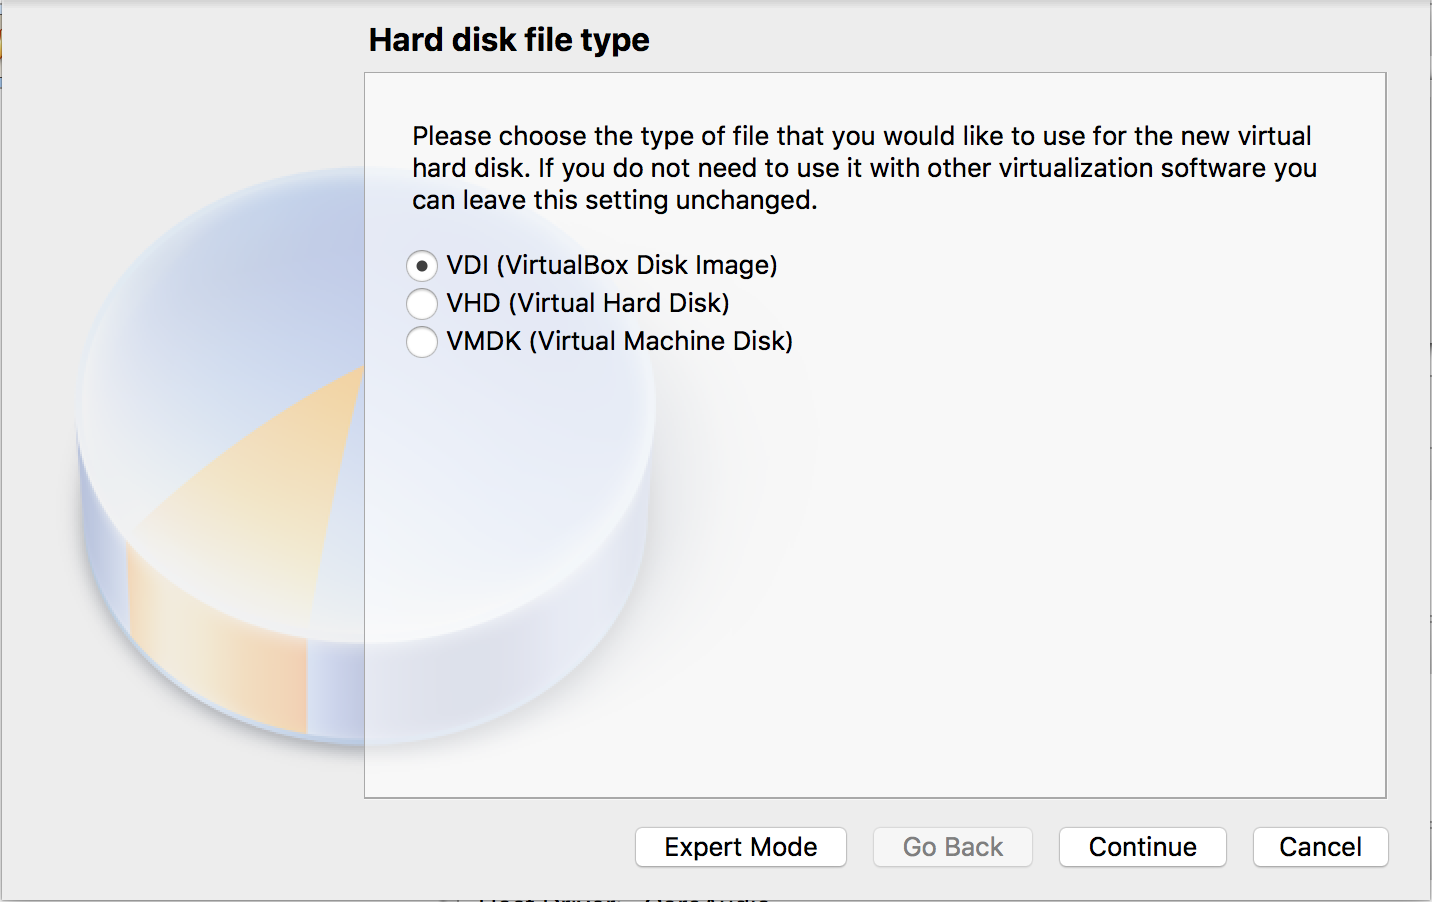 Hard disk file type
Please choose the type of file that you would like to use for the new virtual
hard disk. If you do not need to use it with other virtualization software you
can leave this setting unchanged.
VDI (VirtualBox Disk Image)
VHD (Virtual Hard Disk)
VMDK (Virtual Machine Disk)
Expert Mode
Go Back
Continue
Cancel